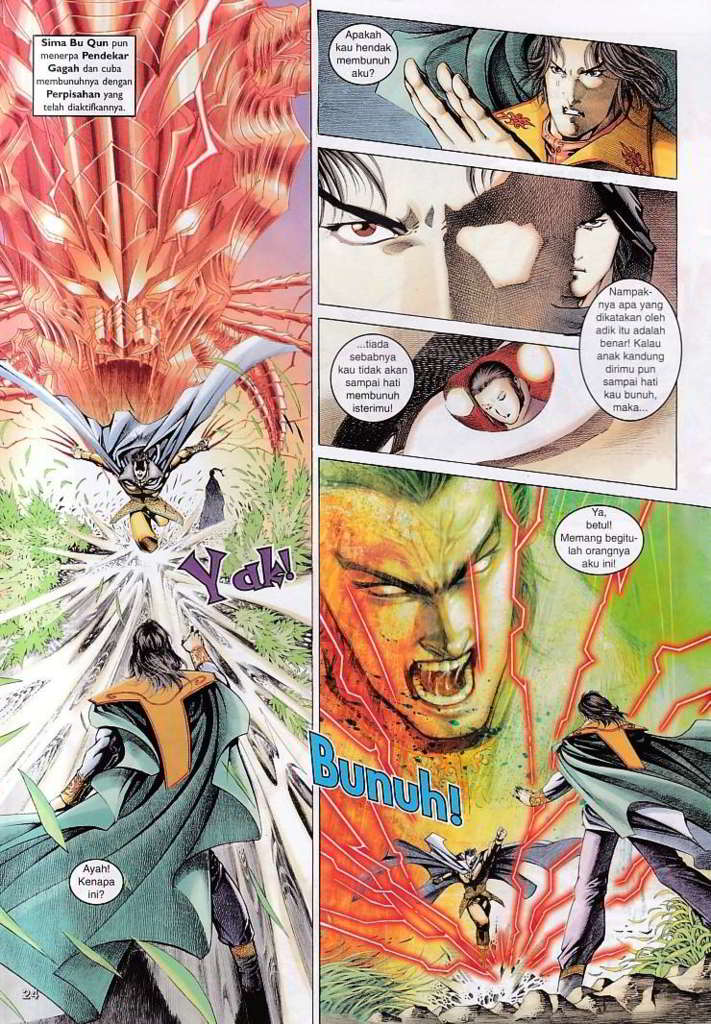 Sima Bu Qun pun
menerpa Pendekar
Gagah dan cuba
membunuhnya dengan
Perpisahan yang
telah diaktifkannya.
Yak!
Ayah!
Kenapa
ini?
24
Apakah
kau hendak
membunuh
aku?
Nampak-
nya apa yang
dikatakan oleh
adik itu adalah
benar! Kalau
anak kandung
dirimu pun
sampai hati
kau bunuh,
maka...
...tiada
sebabnya
kau tidak akan
sampai hati
membunuh
isterimu!
Ya,
betul!
Memang begitu-
lah orangnya
aku ini!
Bunuh!